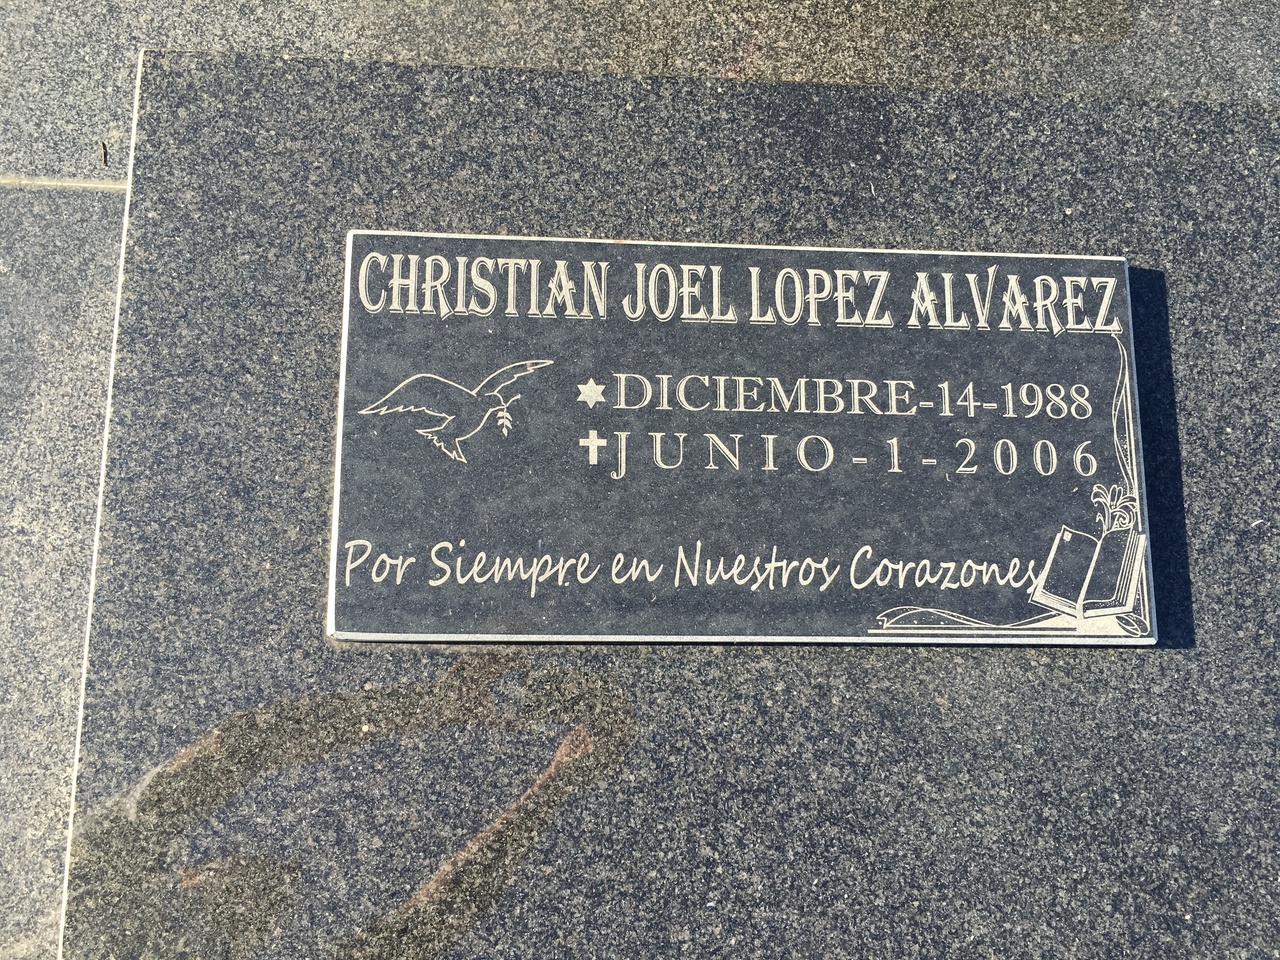 CHRISTIAN JOEL LOPEZ ALVAREZ
DICIEMBRE-14-1988
JUNIO-1-2006
Por Siempre en Nuestros Corazones